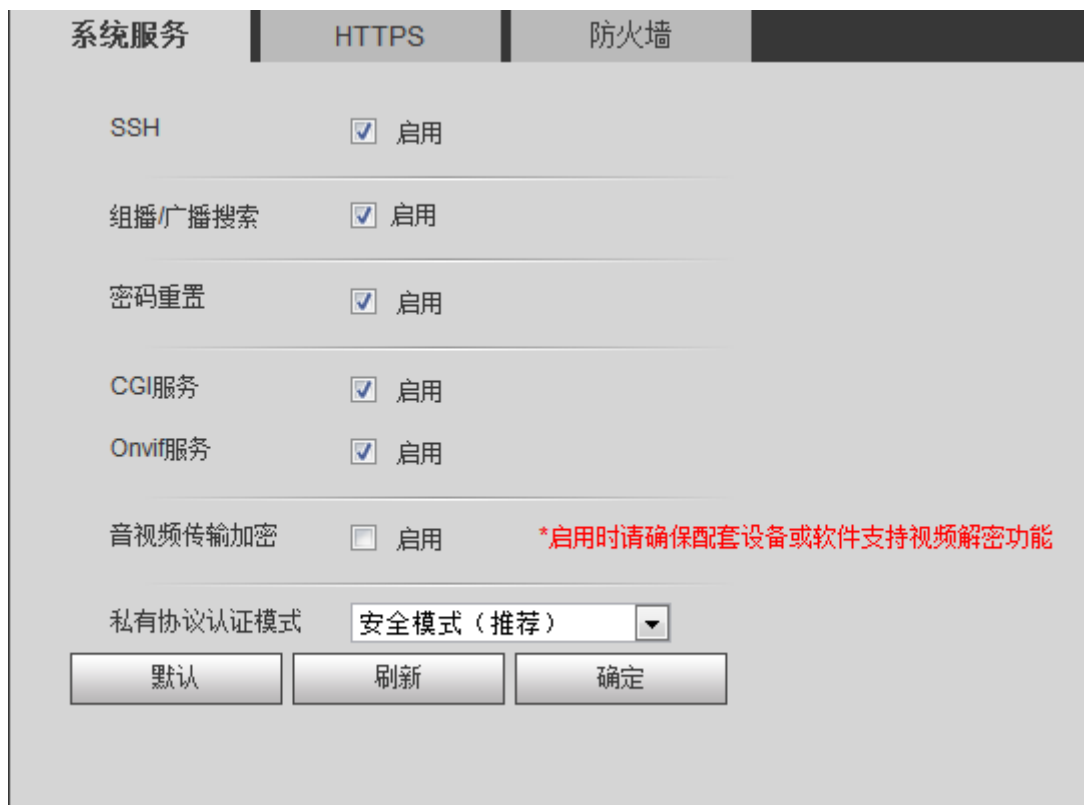 系统服务 HTTPS 防火墙
SSH 启用
组播/广播搜索 启用
密码重置 启用
CGI服务 启用
Onvif服务 启用
音视频传输加密 启用 *启用时请确保配套设备或软件支持视频解密功能
私有协议认证模式 安全模式（推荐）
默认 刷新 确定